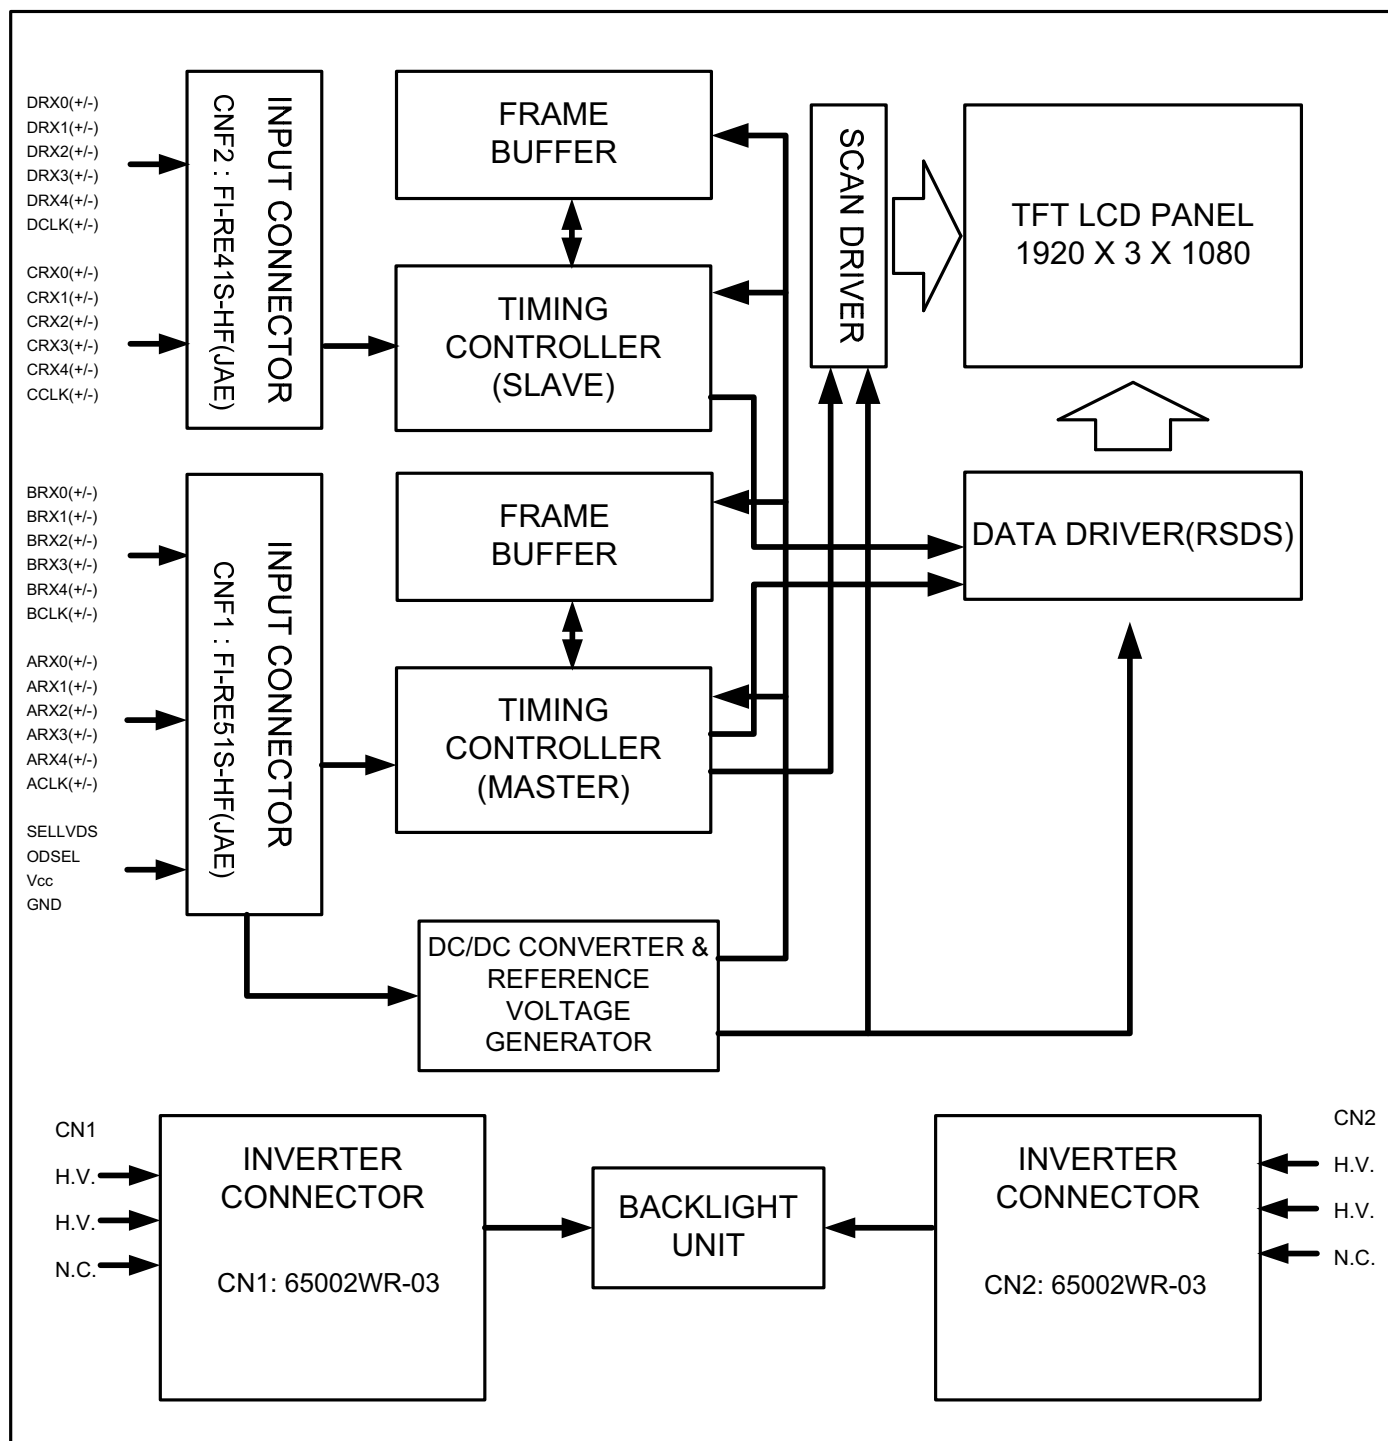 DRX0(+/-)
DRX1(+/-)
DRX2(+/-)
DRX3(+/-)
DRX4(+/-)
DCLK(+/-)
CRX0(+/-)
CRX1(+/-)
CRX2(+/-)
CRX3(+/-)
CRX4(+/-)
CCLK(+/-)
INPUT CONNECTOR
CNF2 : FI-RE41S-HF(JAE)
FRAME
BUFFER
TIMING
CONTROLLER
(SLAVE)
SCAN DRIVER
TFT LCD PANEL
1920 X 3 X 1080
BRX0(+/-)
BRX1(+/-)
BRX2(+/-)
BRX3(+/-)
BRX4(+/-)
BCLK(+/-)
ARX0(+/-)
ARX1(+/-)
ARX2(+/-)
ARX3(+/-)
ARX4(+/-)
ACLK(+/-)
SELLVDS
ODSEL
Vcc
GND
INPUT CONNECTOR
CNF1 : FI-RE51S-HF(JAE)
FRAME
BUFFER
TIMING
CONTROLLER
(MASTER)
DATA DRIVER(RSDS)
DC/DC CONVERTER &
REFERENCE
VOLTAGE
GENERATOR
CN1
H.V.
H.V.
N.C.
INVERTER
CONNECTOR
CN1: 65002WR-03
BACKLIGHT
UNIT
INVERTER
CONNECTOR
CN2: 65002WR-03
CN2
H.V.
H.V.
N.C.